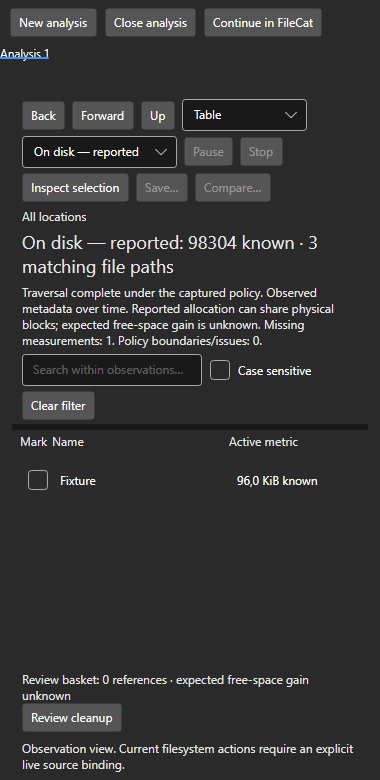 New analysis Close analysis Continue in FileCat
Analysis 1
Back Forward Up Table
On disk — reported Pause Stop
Inspect selection Save... Compare...
All locations
On disk — reported: 98304 known · 3
matching file paths
Traversal complete under the captured policy. Observed
metadata over time. Reported allocation can share physical
blocks; expected free-space gain is unknown. Missing
measurements: 1. Policy boundaries/issues: 0.
Search within observations... Case sensitive
Clear filter
Mark Name Active metric
Fixture 96,0 KiB known
Review basket: 0 references · expected free-space gain
unknown
Review cleanup
Observation view. Current filesystem actions require an explicit
live source binding.